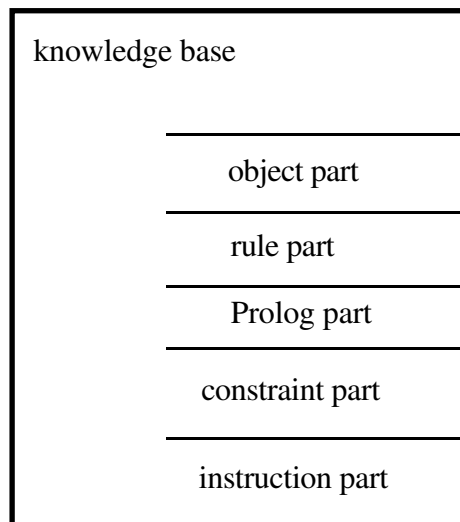 knowledge base
object part
rule part
Prolog part
constraint part
instruction part